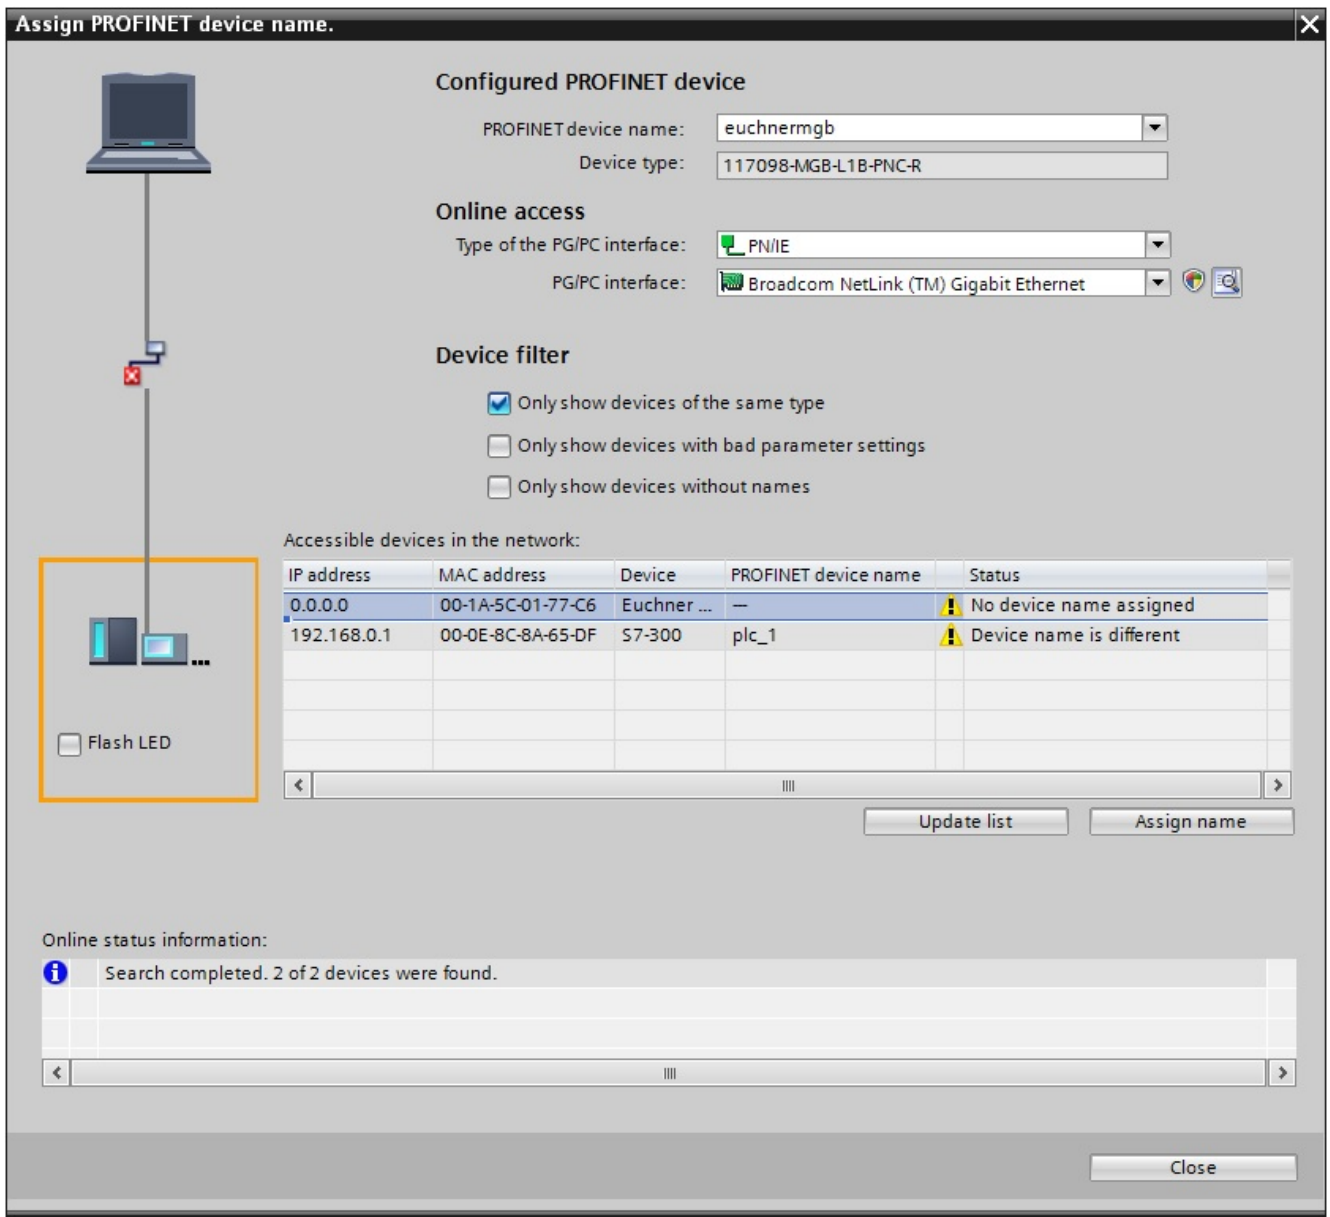 Assign PROFINET device name.
Configured PROFINET device
PROFINET device name: euchnermgb
Device type: 117098-MGB-L1B-PNC-R
Online access
Type of the PG/PC interface: PN/IE
PG/PC interface: Broadcom NetLink (TM) Gigabit Ethernet
Device filter
Only show devices of the same type
Only show devices with bad parameter settings
Only show devices without names
Accessible devices in the network:
IP address MAC address Device PROFINET device name Status
0.0.0.0 00-1A-5C-01-77-C6 Euchner ... — No device name assigned
192.168.0.1 00-0E-8C-8A-65-DF S7-300 plc_1 Device name is different
Flash LED
Update list Assign name
Online status information:
Search completed. 2 of 2 devices were found.
Close